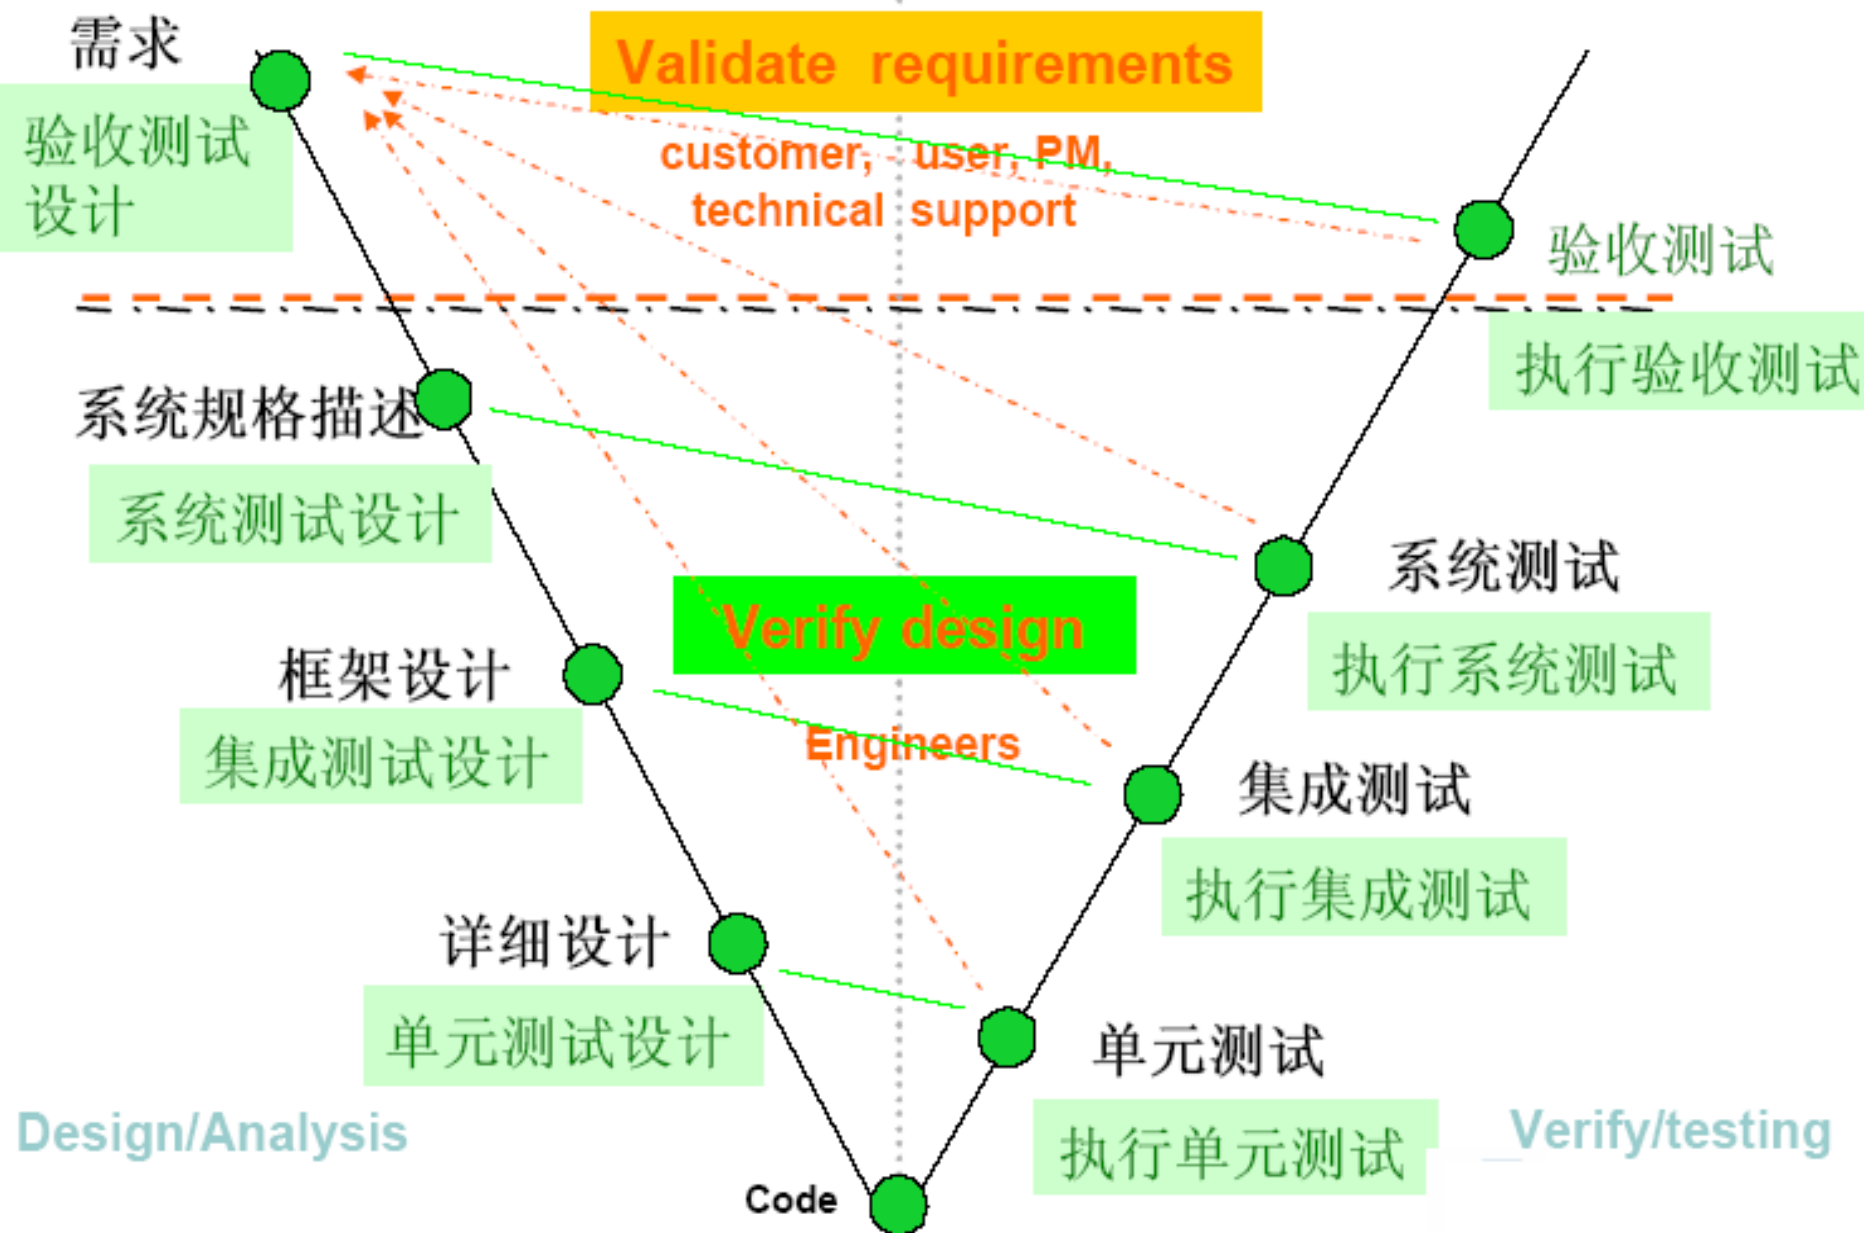 需求
Validate requirements
验收测试
设计
customer, user, PM,
technical support
验收测试
执行验收测试
系统规格描述
系统测试设计
系统测试
Verify design
执行系统测试
框架设计
集成测试设计
Engineers
集成测试
执行集成测试
详细设计
单元测试设计
单元测试
Design/Analysis
Verify/testing
执行单元测试
Code